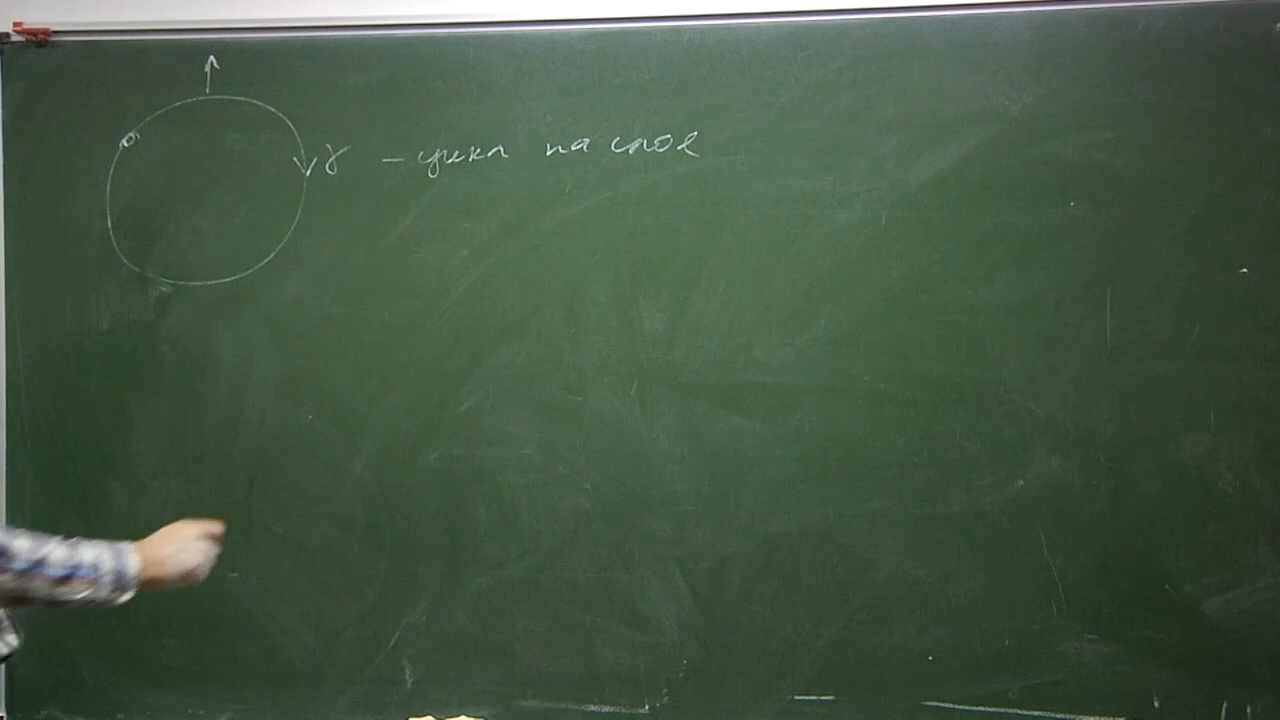 γ – цикл на слое